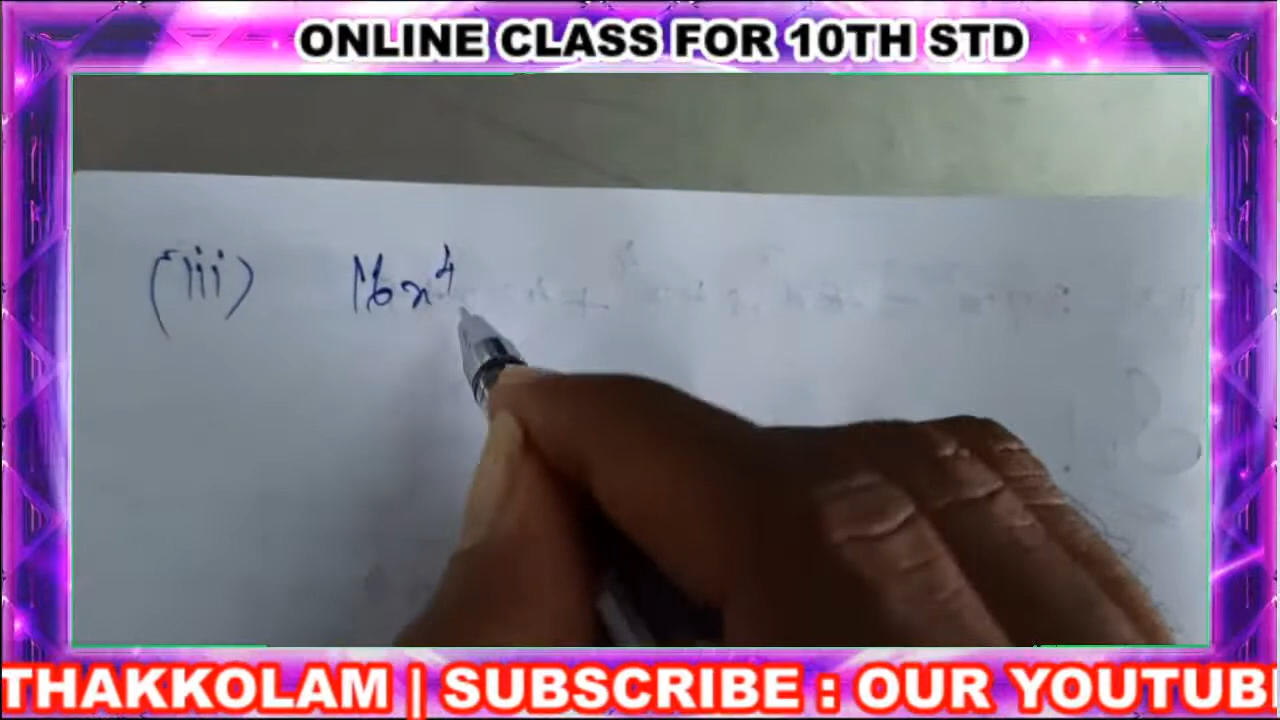 ONLINE CLASS FOR 10TH STD
(iii) 16x⁴
THAKKOLAM | SUBSCRIBE : OUR YOUTUB